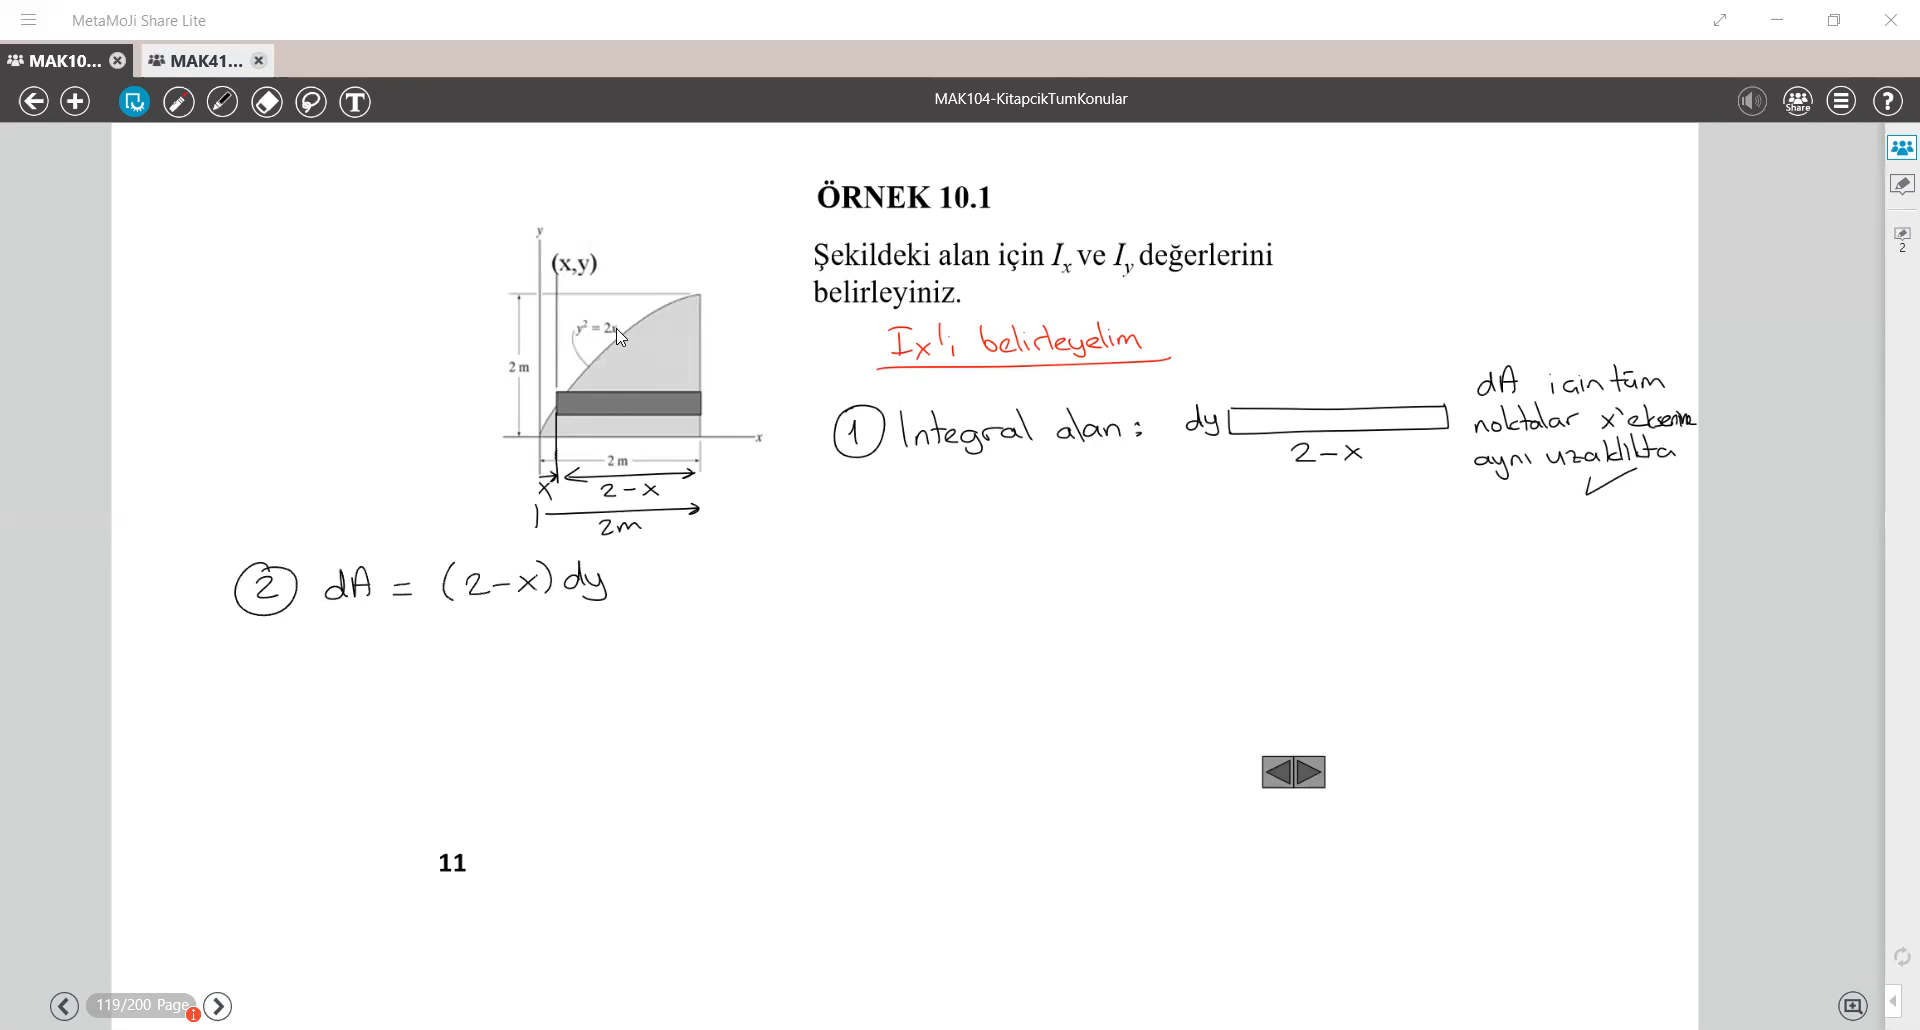 MetaMoJi Share Lite
MAK10...
MAK41...
MAK104-KitapcikTumKonular
Share
2
ÖRNEK 10.1
Şekildeki alan için Ix ve Iy değerlerini
belirleyiniz.
Ix'i belirleyelim
y
(x,y)
y² = 2x
2 m
x
2 m
x
2-x
2m
1 Integral alan:
dy
2-x
dA için tüm
noktalar x'eksenine
aynı uzaklıkta
2 dA = (2-x)dy
11
119/200 Page